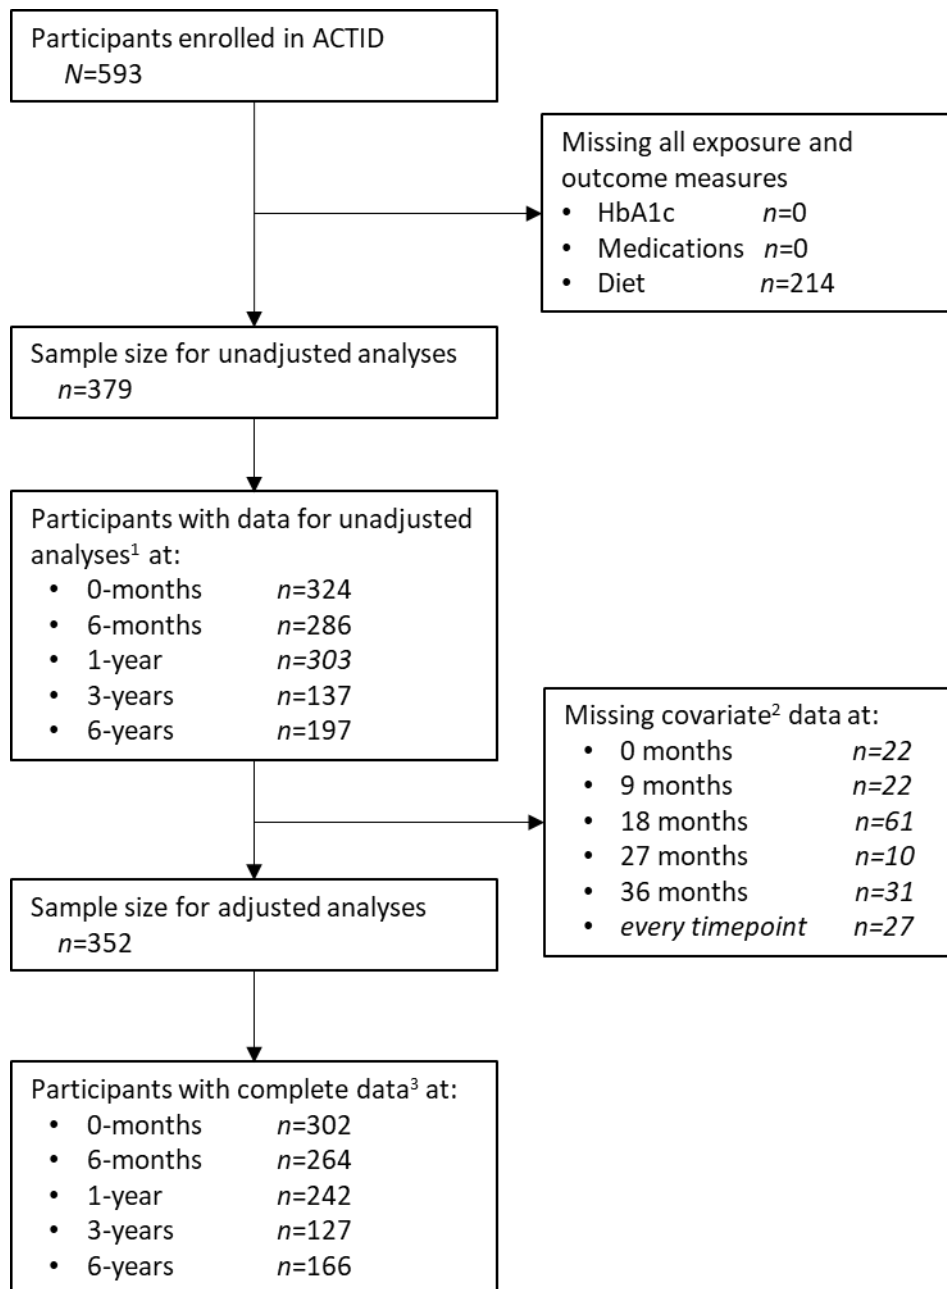 Participants enrolled in ACTID
N=593
Missing all exposure and
outcome measures
• HbA1c n=0
• Medications n=0
• Diet n=214
Sample size for unadjusted analyses
n=379
Participants with data for unadjusted
analyses¹ at:
• 0-months n=324
• 6-months n=286
• 1-year n=303
• 3-years n=137
• 6-years n=197
Missing covariate² data at:
• 0 months n=22
• 9 months n=22
• 18 months n=61
• 27 months n=10
• 36 months n=31
• every timepoint n=27
Sample size for adjusted analyses
n=352
Participants with complete data³ at:
• 0-months n=302
• 6-months n=264
• 1-year n=242
• 3-years n=127
• 6-years n=166